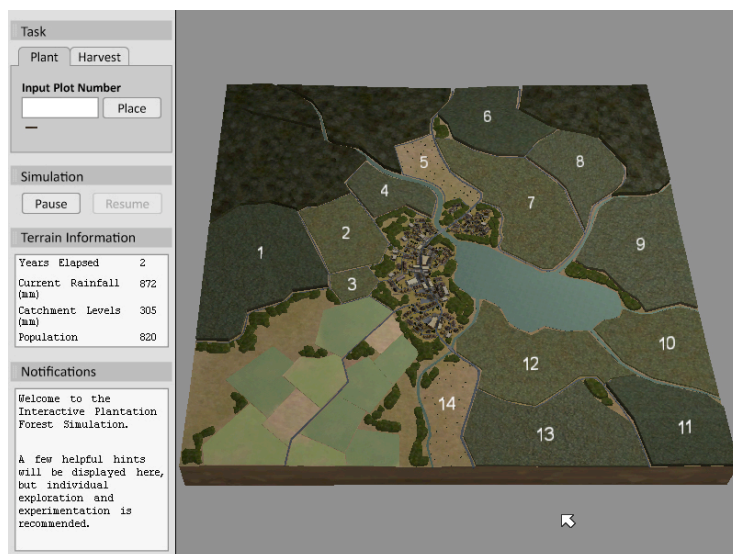 Task
Plant Harvest
Input Plot Number
Place
Simulation
Pause Resume
Terrain Information
Years Elapsed 2
Current Rainfall 872
(mm)
Catchment Levels 305
(mm)
Population 820
Notifications
Welcome to the
Interactive Plantation
Forest Simulation.
A few helpful hints
will be displayed here,
but individual
exploration and
experimentation is
recommended.
6
5
8
4
7
2
1
9
3
10
12
14
11
13